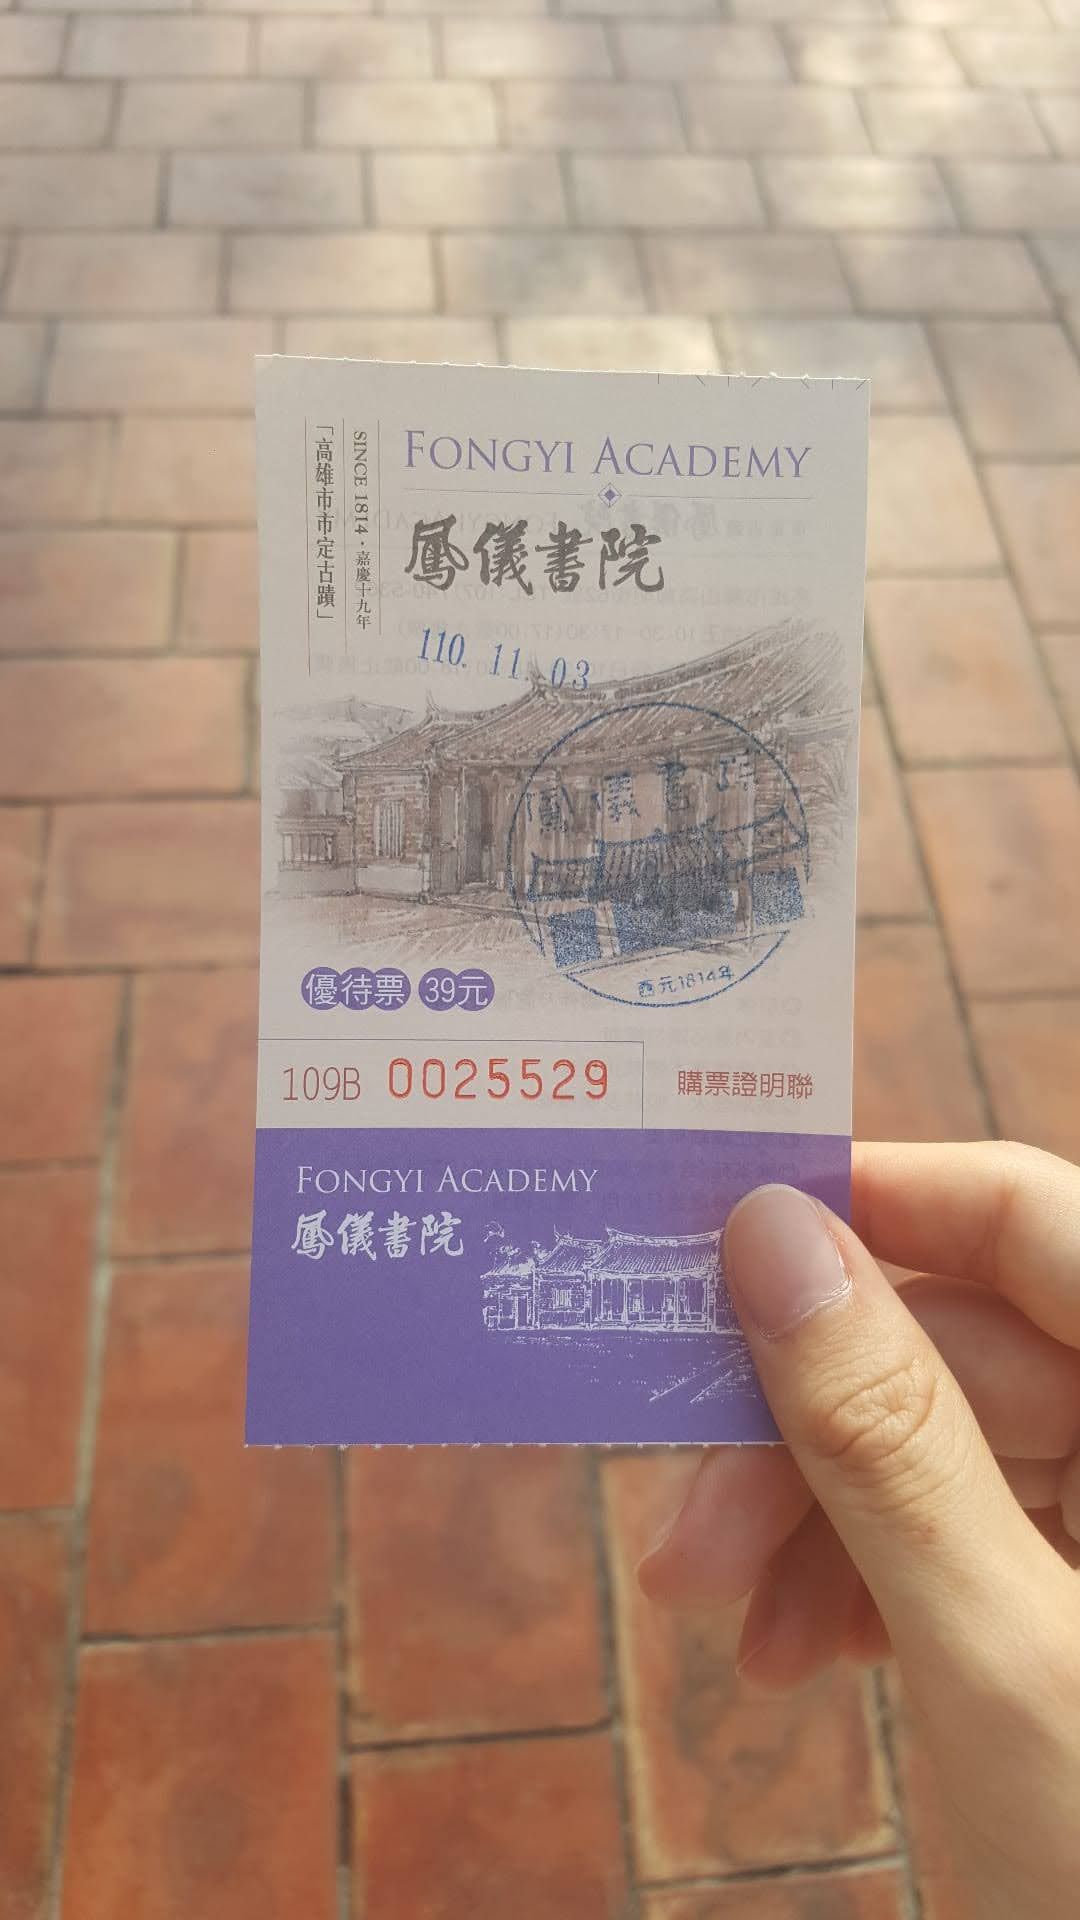 「高雄市市定古蹟」
SINCE 1814・嘉慶十九年
FONGYI ACADEMY
鳳儀書院
110. 11. 03
鳳儀書院
西元1814年
優待票 39元
109B 0025529
購票證明聯
FONGYI ACADEMY
鳳儀書院